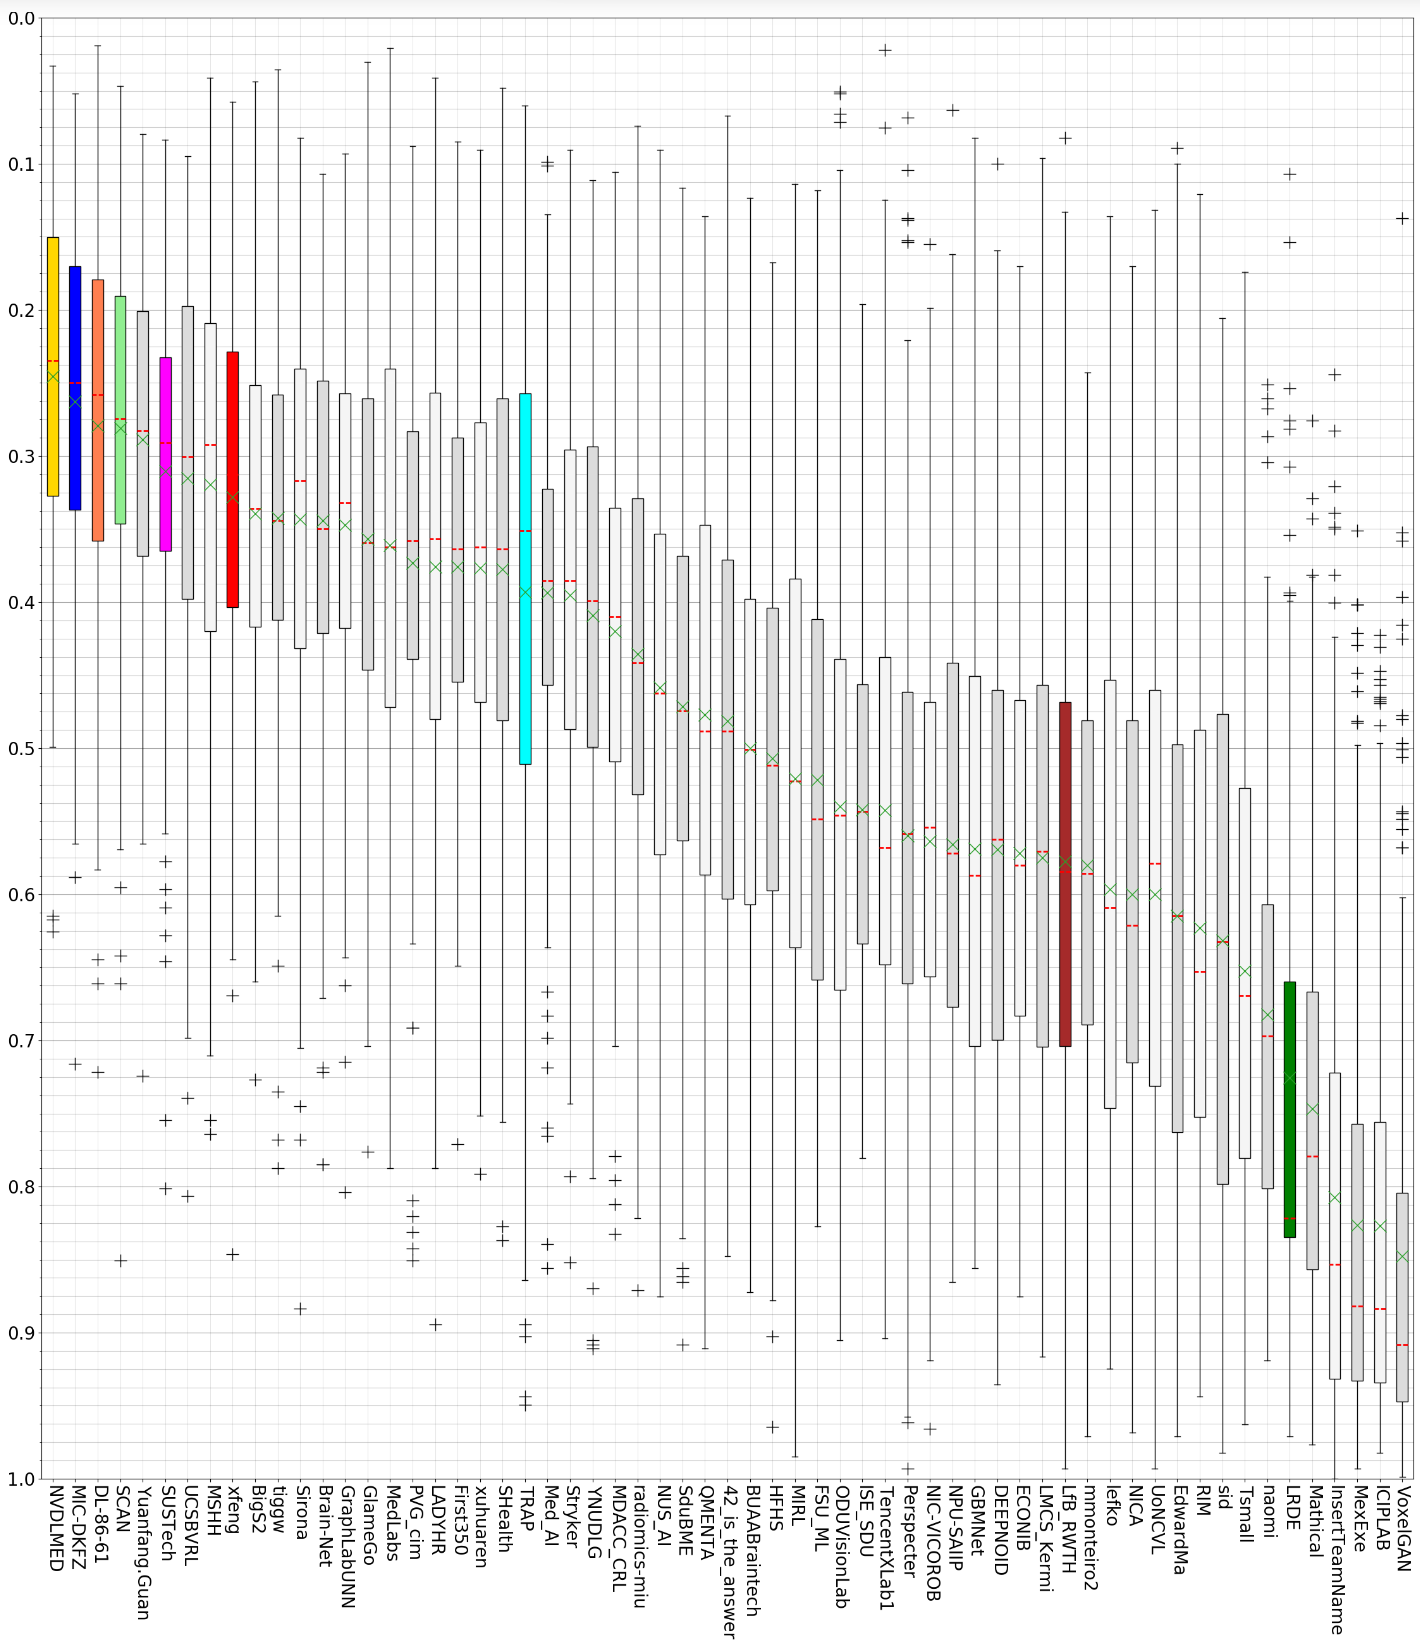 0.0
0.1
0.2
0.3
0.4
0.5
0.6
0.7
0.8
0.9
1.0
NVDLMED
MIC-DKFZ
DL-86-61
SCAN
Yuanfang.Guan
SUSTech
UCSBVRL
MSHH
xfeng
BigS2
tiggw
Sirona
Brain-Net
GraphLabUNN
GlameGo
MedLabs
PVG_cim
LADYHR
First350
xuhuaren
SHealth
TRAP
Med_AI
Stryker
YNUDLG
MDACC_CRL
radiomics-miu
NUS_AI
SduBME
QMENTA
42_is_the_answer
BUAABraintech
HFHS
MIRL
FSU_ML
ODUVisionLab
ISE_SDU
TencentXLab1
Perspecter
NIC-VICOROB
NPU-SAIIP
GBMNet
DEEPNOID
ECONIB
LMCS_Kermi
LfB_RWTH
mmonteiro2
lefko
NICA
UoNCVL
EdwardMa
RIM
sid
Tsmall
naomi
LRDE
Mathical
InsertTeamName
MexExe
ICIPLAB
VoxelGAN